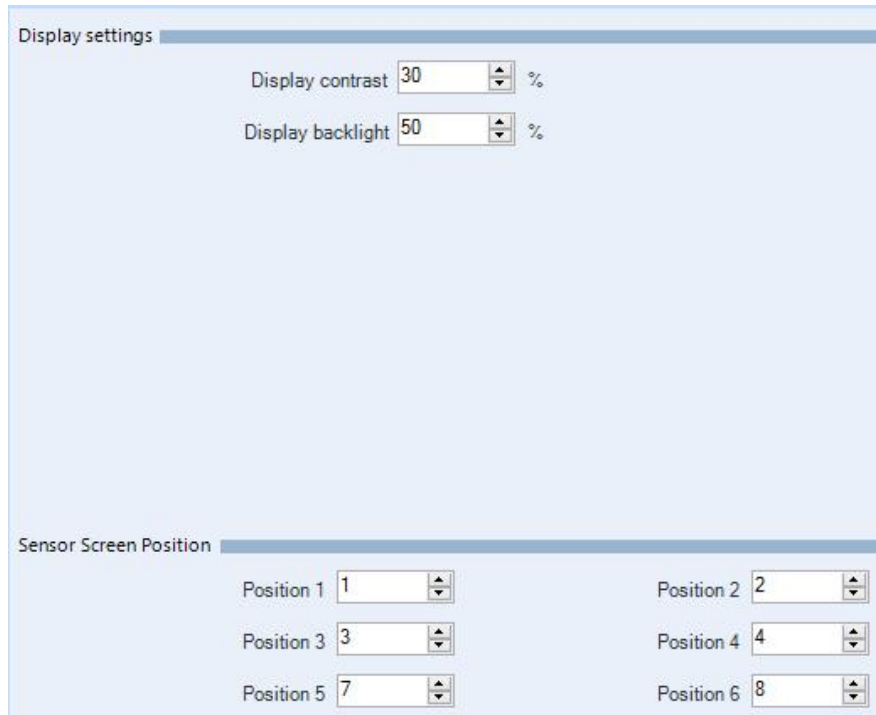 Display settings
Display contrast 30 %
Display backlight 50 %
Sensor Screen Position
Position 1 1 Position 2 2
Position 3 3 Position 4 4
Position 5 7 Position 6 8